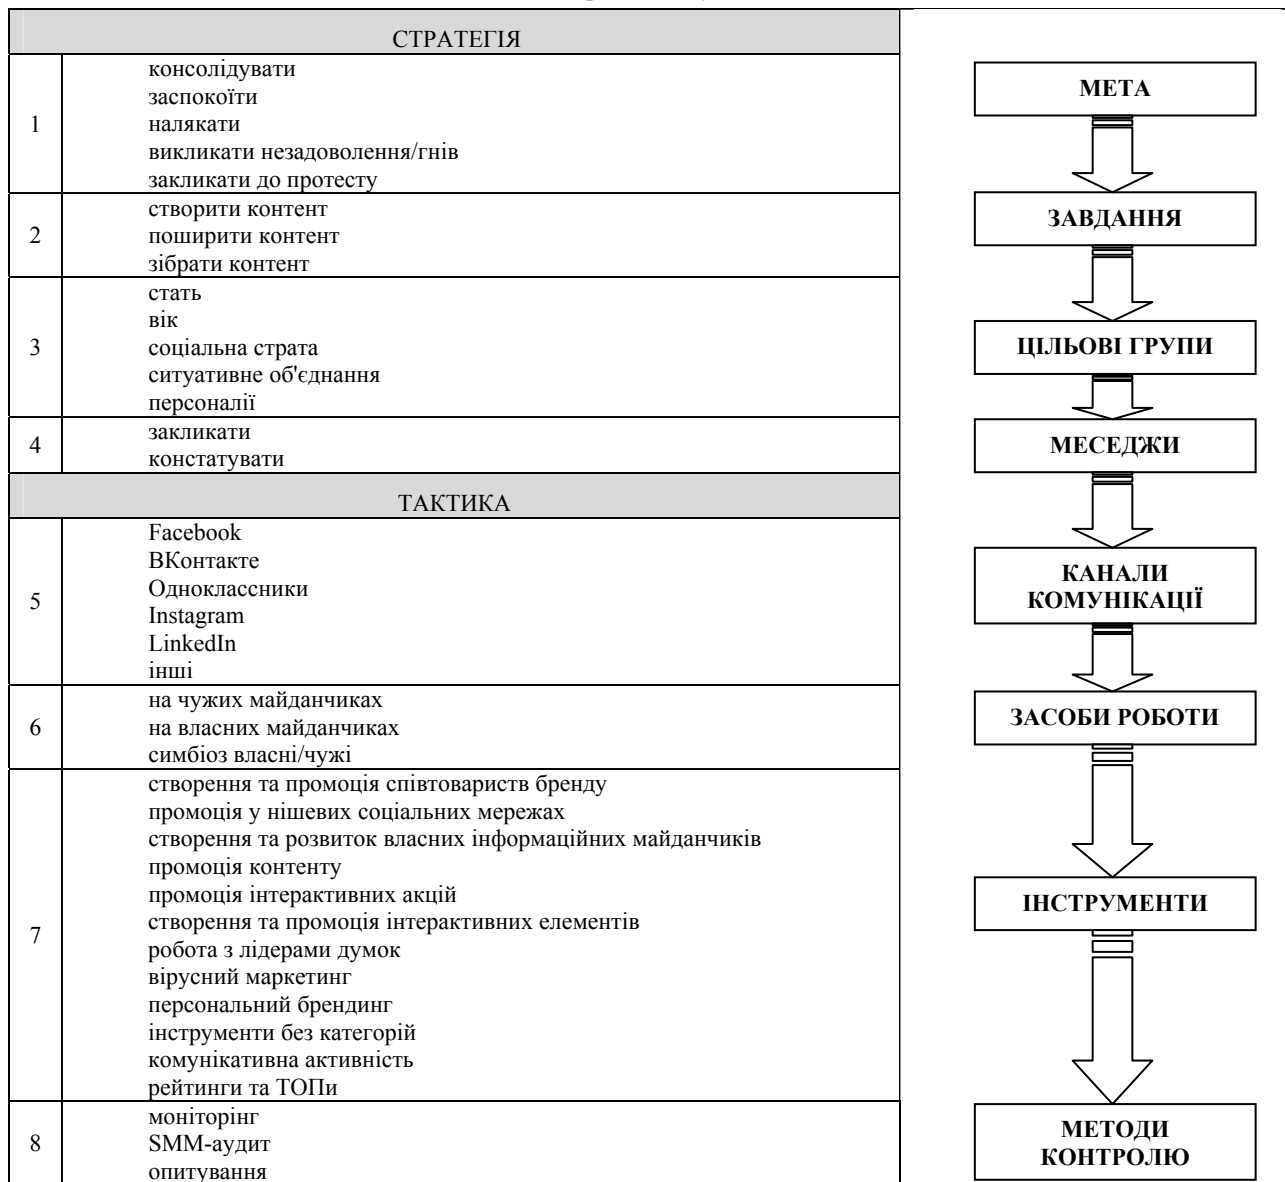 СТРАТЕГІЯ
1
консолідувати
заспокоїти
налякати
викликати незадоволення/гнів
закликати до протесту
МЕТА
2
створити контент
поширити контент
зібрати контент
ЗАВДАННЯ
3
стать
вік
соціальна страта
ситуативне об'єднання
персоналії
ЦІЛЬОВІ ГРУПИ
4
закликати
констатувати
МЕСЕДЖИ
ТАКТИКА
5
Facebook
ВКонтакте
Одноклассники
Instagram
LinkedIn
інші
КАНАЛИ
КОМУНІКАЦІЇ
6
на чужих майданчиках
на власних майданчиках
симбіоз власні/чужі
ЗАСОБИ РОБОТИ
7
створення та промоція співтовариств бренду
промоція у нішевих соціальних мережах
створення та розвиток власних інформаційних майданчиків
промоція контенту
промоція інтерактивних акцій
створення та промоція інтерактивних елементів
робота з лідерами думок
вірусний маркетинг
персональний брендинг
інструменти без категорій
комунікативна активність
рейтинги та ТОПи
ІНСТРУМЕНТИ
8
моніторінг
SMM-аудит
опитування
МЕТОДИ
КОНТРОЛЮ